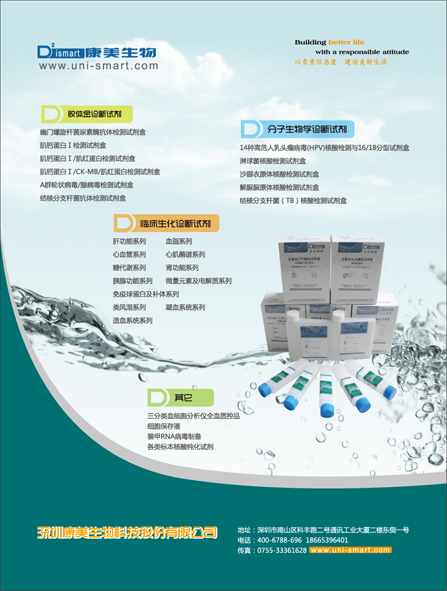 D²ismart 康美生物
www.uni-smart.com
Building better life
with a responsible attitude
以负责任态度 建设美好生活
胶体金诊断试剂
幽门螺旋杆菌尿素酶抗体检测试剂盒
肌钙蛋白 I 检测试剂盒
肌钙蛋白 I /肌红蛋白检测试剂盒
肌钙蛋白 I /CK-MB/肌红蛋白检测试剂盒
A群轮状病毒/腺病毒检测试剂盒
结核分支杆菌抗体检测试剂盒
分子生物学诊断试剂
14种高危人乳头瘤病毒(HPV)核酸检测与16/18分型试剂盒
淋球菌核酸检测试剂盒
沙眼衣原体核酸检测试剂盒
解脲脲原体核酸检测试剂盒
结核分支杆菌（TB）核酸检测试剂盒
临床生化诊断试剂
肝功能系列 血脂系列
心血管系列 心肌酶谱系列
糖代谢系列 肾功能系列
胰腺功能系列 微量元素及电解质系列
免疫球蛋白及补体系列
类风湿系列 凝血系统系列
造血系统系列
其它
三分类血细胞分析仪全血质控品
细胞保存液
装甲RNA病毒制备
各类标本核酸纯化试剂
深圳康美生物科技股份有限公司
地址：深圳市南山区科丰路二号通讯工业大厦二楼东侧一号
电话：400-6788-696 18665396401
传真：0755-33361628 www.uni-smart.com